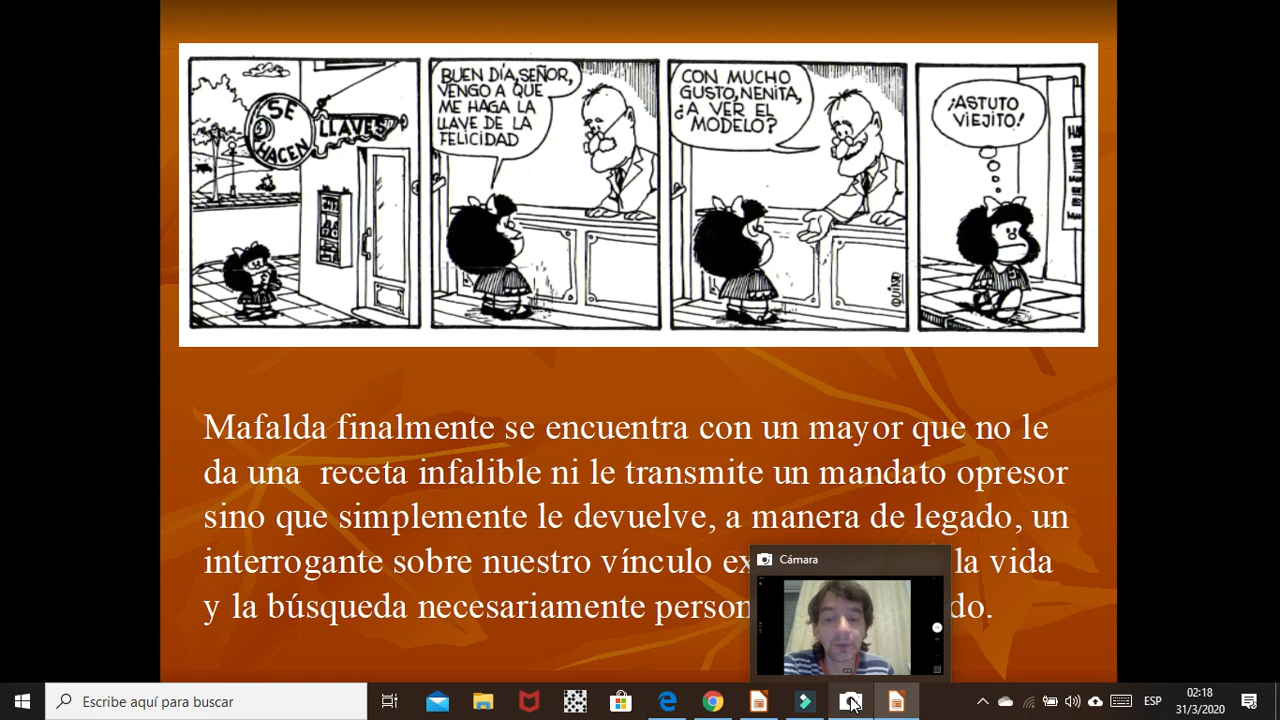 SE
HACEN
LLAVES
BUEN DÍA, SEÑOR,
VENGO A QUE
ME HAGA LA
LLAVE DE LA
FELICIDAD
CON MUCHO
GUSTO, NENITA,
¿A VER EL
MODELO?
QUINO
¡ASTUTO
VIEJITO!
Mafalda finalmente se encuentra con un mayor que no le
da una receta infalible ni le transmite un mandato opresor
sino que simplemente le devuelve, a manera de legado, un
interrogante sobre nuestro vínculo la vida
y la búsqueda necesariamente
Cámara
Escribe aquí para buscar
ESP
02:18
31/3/2020